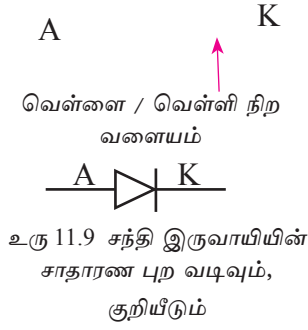 A K
வெள்ளை / வெள்ளி நிற
வளையம்
A K
உரு 11.9 சந்தி இருவாயியின்
சாதாரண புற வடிவும்,
குறியீடும்